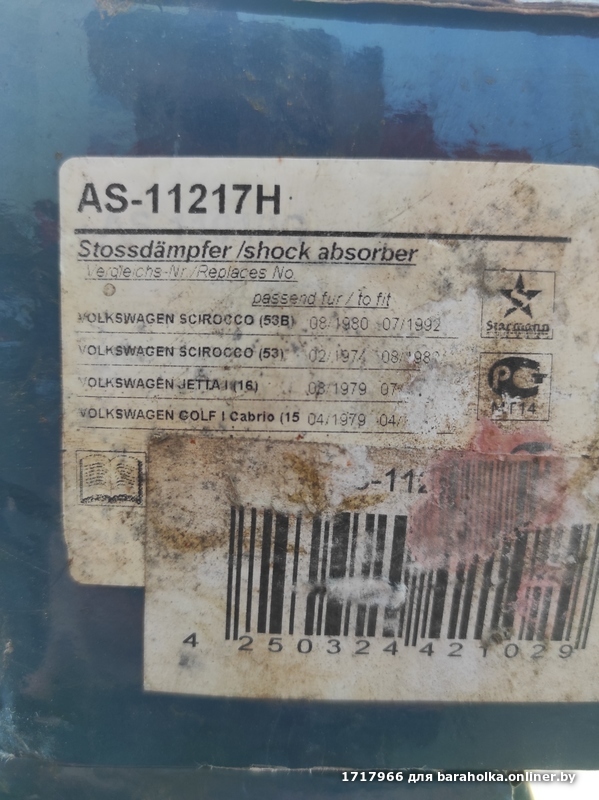 AS-11217H
Stossdämpfer /shock absorber
Vergleichs-Nr./Replaces No
passend für / to fit
VOLKSWAGEN SCIROCCO (53B) 08/1980 07/1992
VOLKSWAGEN SCIROCCO (53) 02/1974 08/198
VOLKSWAGEN JETTA I (16) 08/1979 07
VOLKSWAGEN GOLF I Cabrio (15 04/1979 04/
Starmann
МТ14
4 250324 421029
1717966 для baraholka.onliner.by